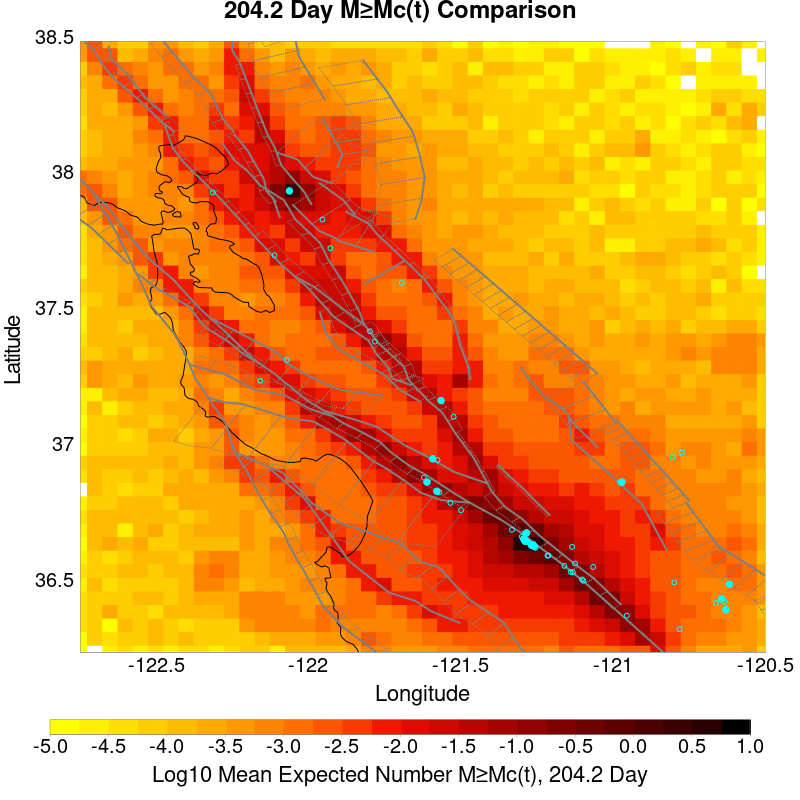 204.2 Day M≥Mc(t) Comparison
38.5
38
37.5
37
36.5
Latitude
-122.5 -122 -121.5 -121 -120.5
Longitude
-5.0 -4.5 -4.0 -3.5 -3.0 -2.5 -2.0 -1.5 -1.0 -0.5 0.0 0.5 1.0
Log10 Mean Expected Number M≥Mc(t), 204.2 Day